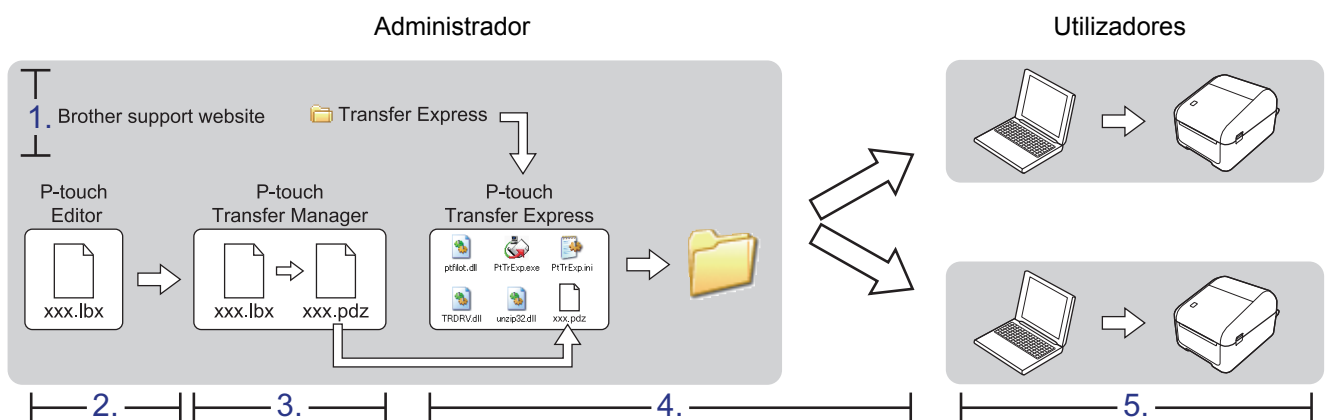 Administrador
Utilizadores
1. Brother support website
Transfer Express
P-touch
Editor
xxx.lbx
P-touch
Transfer Manager
xxx.lbx
xxx.pdz
P-touch
Transfer Express
ptfilot.dll
PtTrExp.exe
PtTrExp.ini
TRDRV.dll
unzip32.dll
xxx.pdz
2.
3.
4.
5.